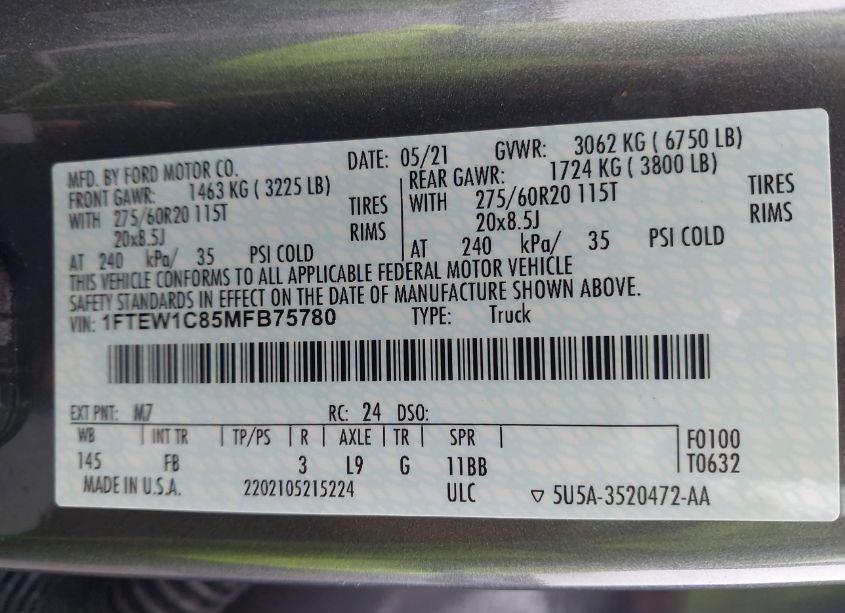 MFD. BY FORD MOTOR CO. DATE: 05/21 GVWR: 3062 KG ( 6750 LB)
FRONT GAWR: 1463 KG ( 3225 LB) REAR GAWR: 1724 KG ( 3800 LB)
WITH 275/60R20 115T TIRES WITH 275/60R20 115T TIRES
20x8.5J RIMS 20x8.5J RIMS
AT 240 kPa/ 35 PSI COLD AT 240 kPa/ 35 PSI COLD
THIS VEHICLE CONFORMS TO ALL APPLICABLE FEDERAL MOTOR VEHICLE
SAFETY STANDARDS IN EFFECT ON THE DATE OF MANUFACTURE SHOWN ABOVE.
VIN: 1FTEW1C85MFB75780 TYPE: Truck
EXT PNT: M7 RC: 24 DSO:
WB INT TR TP/PS R AXLE TR SPR F0100
145 FB 3 L9 G 11BB T0632
MADE IN U.S.A. 2202105215224 ULC ▽ 5U5A-3520472-AA